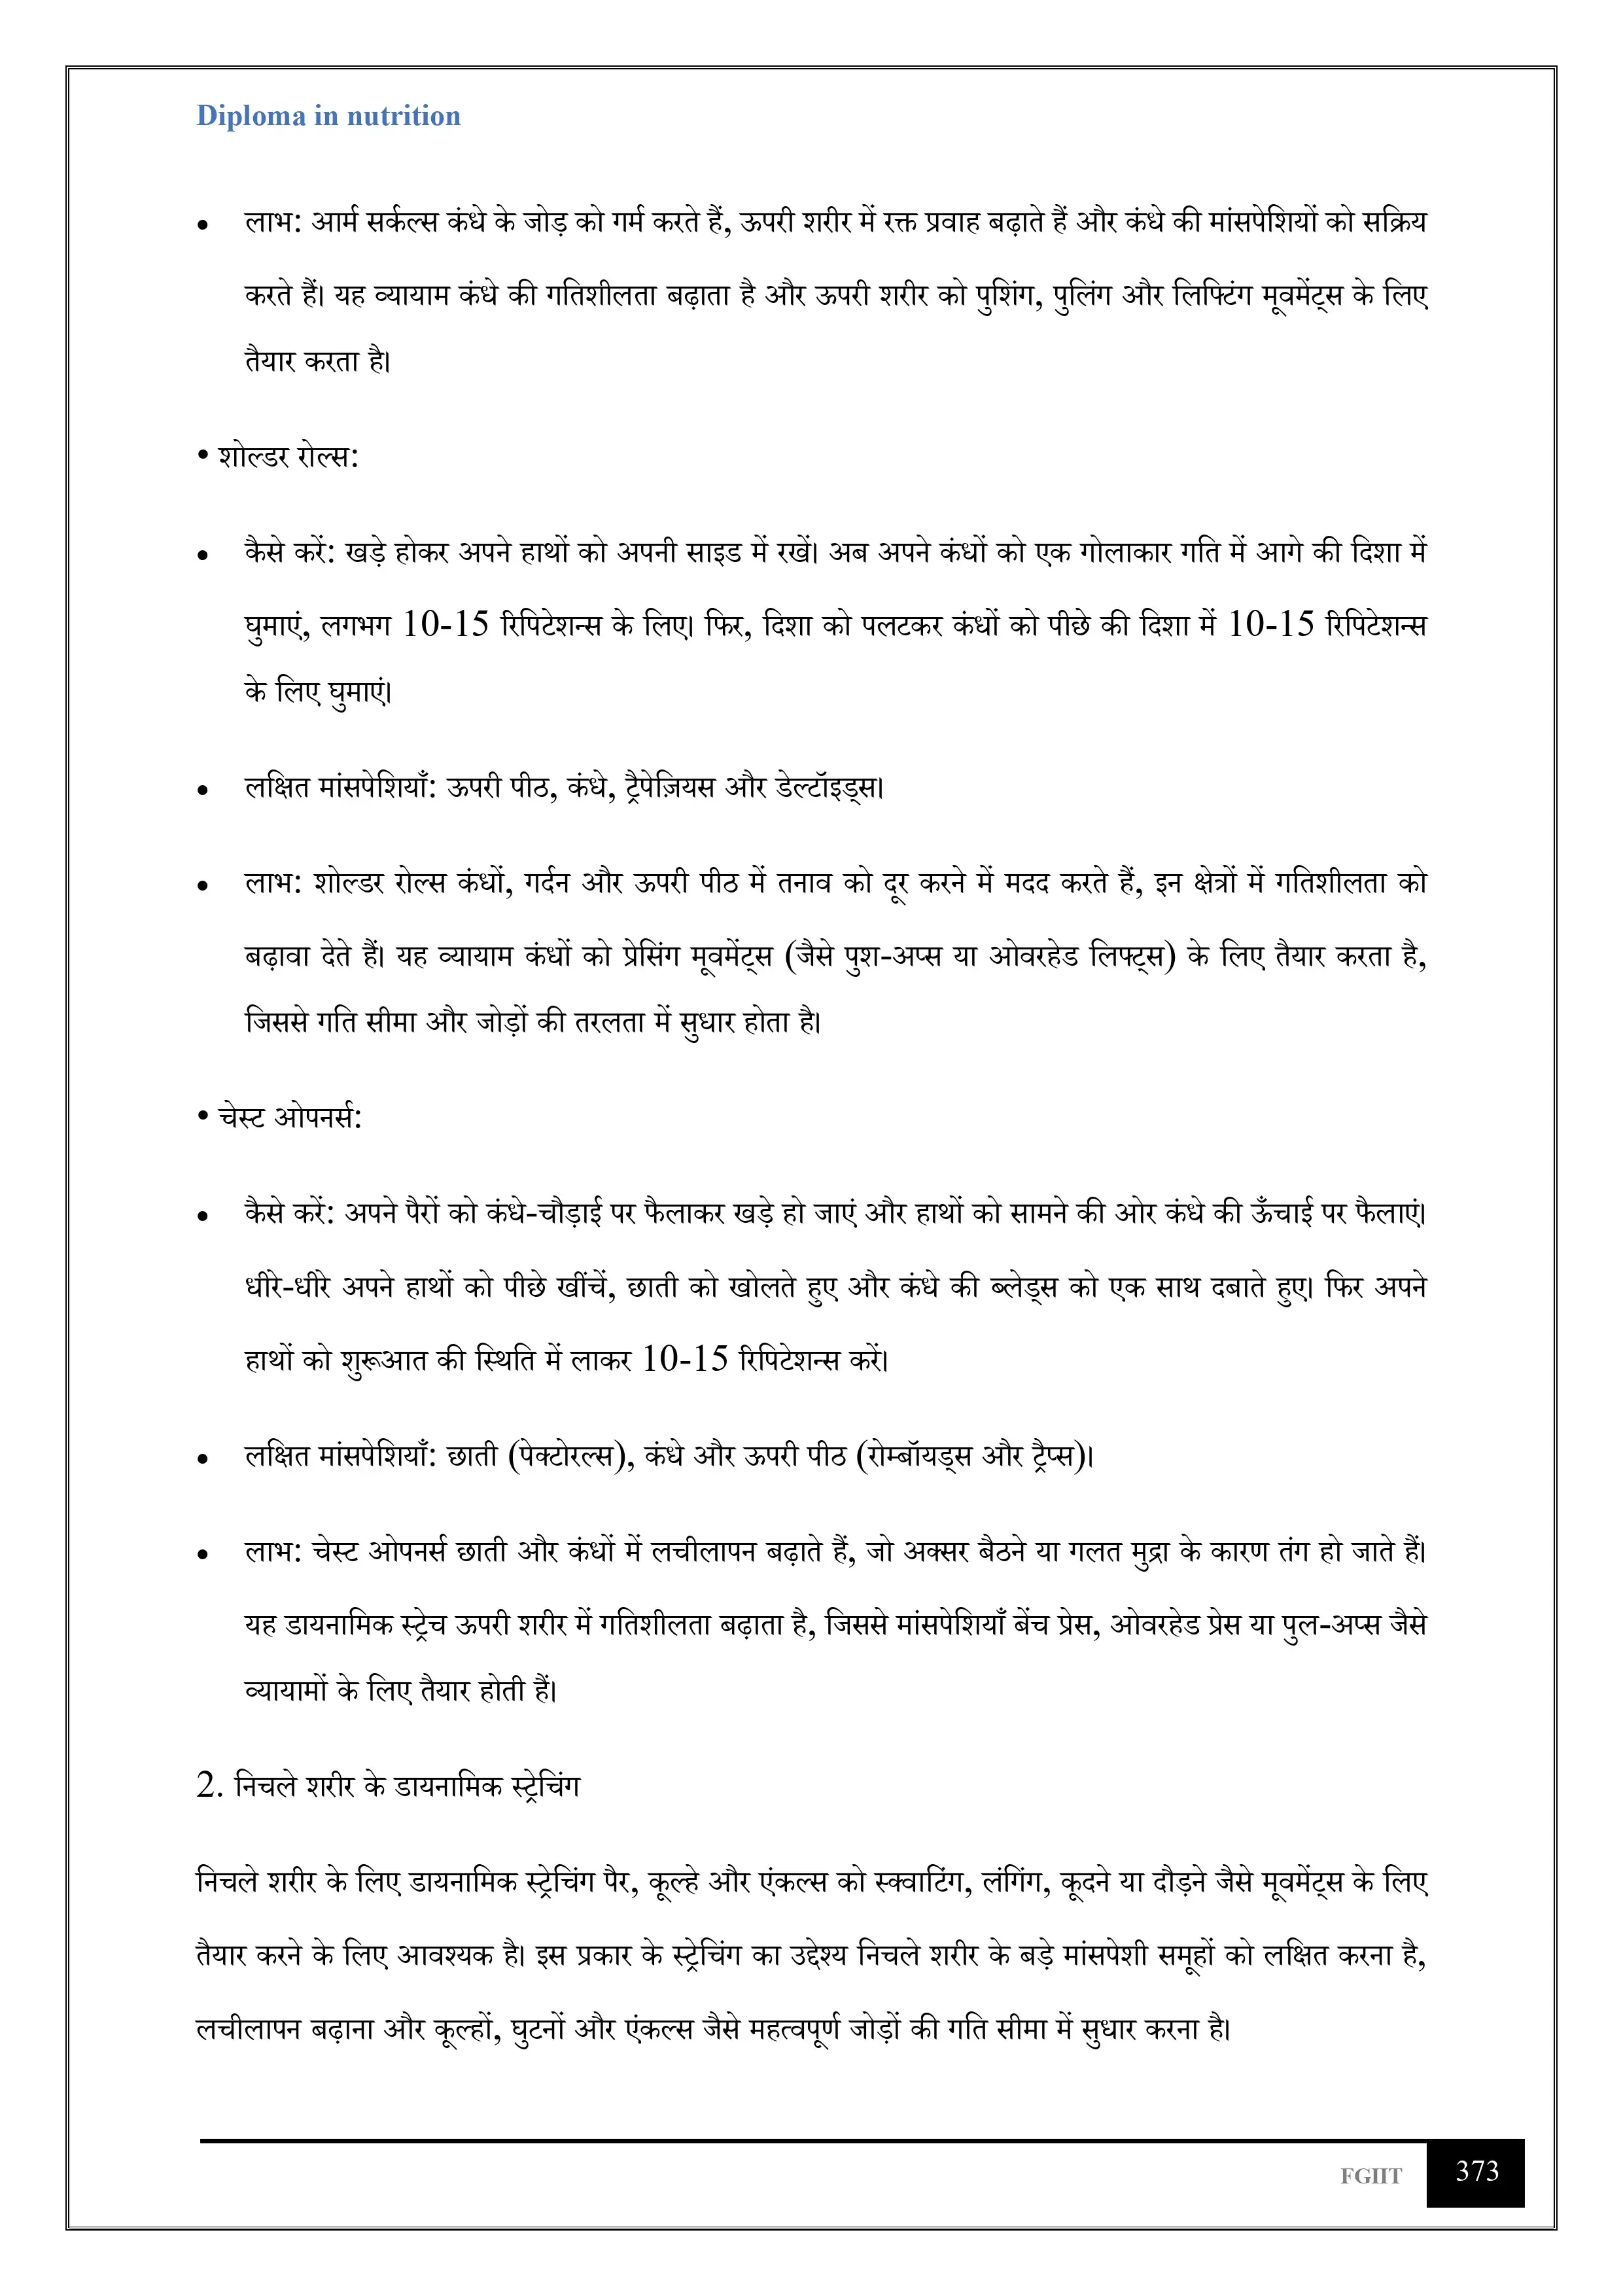 Diploma in nutrition
• लाभ: आर्म सर्कल्स कंधे के जोड़ को गर्म करते हैं, ऊपरी शरीर में रक्त प्रवाह बढ़ाते हैं और कंधे की मांसपेशियों को सक्रिय
करते हैं। यह व्यायाम कंधे की गतिशीलता बढ़ाता है और ऊपरी शरीर को पुशिंग, पुलिंग और लिफ्टिंग मूवमेंट्स के लिए
तैयार करता है।
• शोल्डर रोल्स:
• कैसे करें: खड़े होकर अपने हाथों को अपनी साइड में रखें। अब अपने कंधों को एक गोलाकार गति में आगे की दिशा में
घुमाएं, लगभग 10-15 रिपिटेशन्स के लिए। फिर, दिशा को पलटकर कंधों को पीछे की दिशा में 10-15 रिपिटेशन्स
के लिए घुमाएं।
• लक्षित मांसपेशियाँ: ऊपरी पीठ, कंधे, ट्रैपेज़ियस और डेल्टॉइड्स।
• लाभ: शोल्डर रोल्स कंधों, गर्दन और ऊपरी पीठ में तनाव को दूर करने में मदद करते हैं, इन क्षेत्रों में गतिशीलता को
बढ़ावा देते हैं। यह व्यायाम कंधों को प्रेसिंग मूवमेंट्स (जैसे पुश-अप्स या ओवरहेड लिफ्ट्स) के लिए तैयार करता है,
जिससे गति सीमा और जोड़ों की तरलता में सुधार होता है।
• चेस्ट ओपनर्स:
• कैसे करें: अपने पैरों को कंधे-चौड़ाई पर फैलाकर खड़े हो जाएं और हाथों को सामने की ओर कंधे की ऊँचाई पर फैलाएं।
धीरे-धीरे अपने हाथों को पीछे खींचें, छाती को खोलते हुए और कंधे की ब्लेड्स को एक साथ दबाते हुए। फिर अपने
हाथों को शुरूआत की स्थिति में लाकर 10-15 रिपिटेशन्स करें।
• लक्षित मांसपेशियाँ: छाती (पेक्टोरल्स), कंधे और ऊपरी पीठ (रोम्बॉयड्स और ट्रैप्स)।
• लाभ: चेस्ट ओपनर्स छाती और कंधों में लचीलापन बढ़ाते हैं, जो अक्सर बैठने या गलत मुद्रा के कारण तंग हो जाते हैं।
यह डायनामिक स्ट्रेच ऊपरी शरीर में गतिशीलता बढ़ाता है, जिससे मांसपेशियाँ बेंच प्रेस, ओवरहेड प्रेस या पुल-अप्स जैसे
व्यायामों के लिए तैयार होती हैं।
2. निचले शरीर के डायनामिक स्ट्रेचिंग
निचले शरीर के लिए डायनामिक स्ट्रेचिंग पैर, कूल्हे और एंकल्स को स्क्वाटिंग, लंगिंग, कूदने या दौड़ने जैसे मूवमेंट्स के लिए
तैयार करने के लिए आवश्यक है। इस प्रकार के स्ट्रेचिंग का उद्देश्य निचले शरीर के बड़े मांसपेशी समूहों को लक्षित करना है,
लचीलापन बढ़ाना और कूल्हों, घुटनों और एंकल्स जैसे महत्वपूर्ण जोड़ों की गति सीमा में सुधार करना है।
FGIIT 373